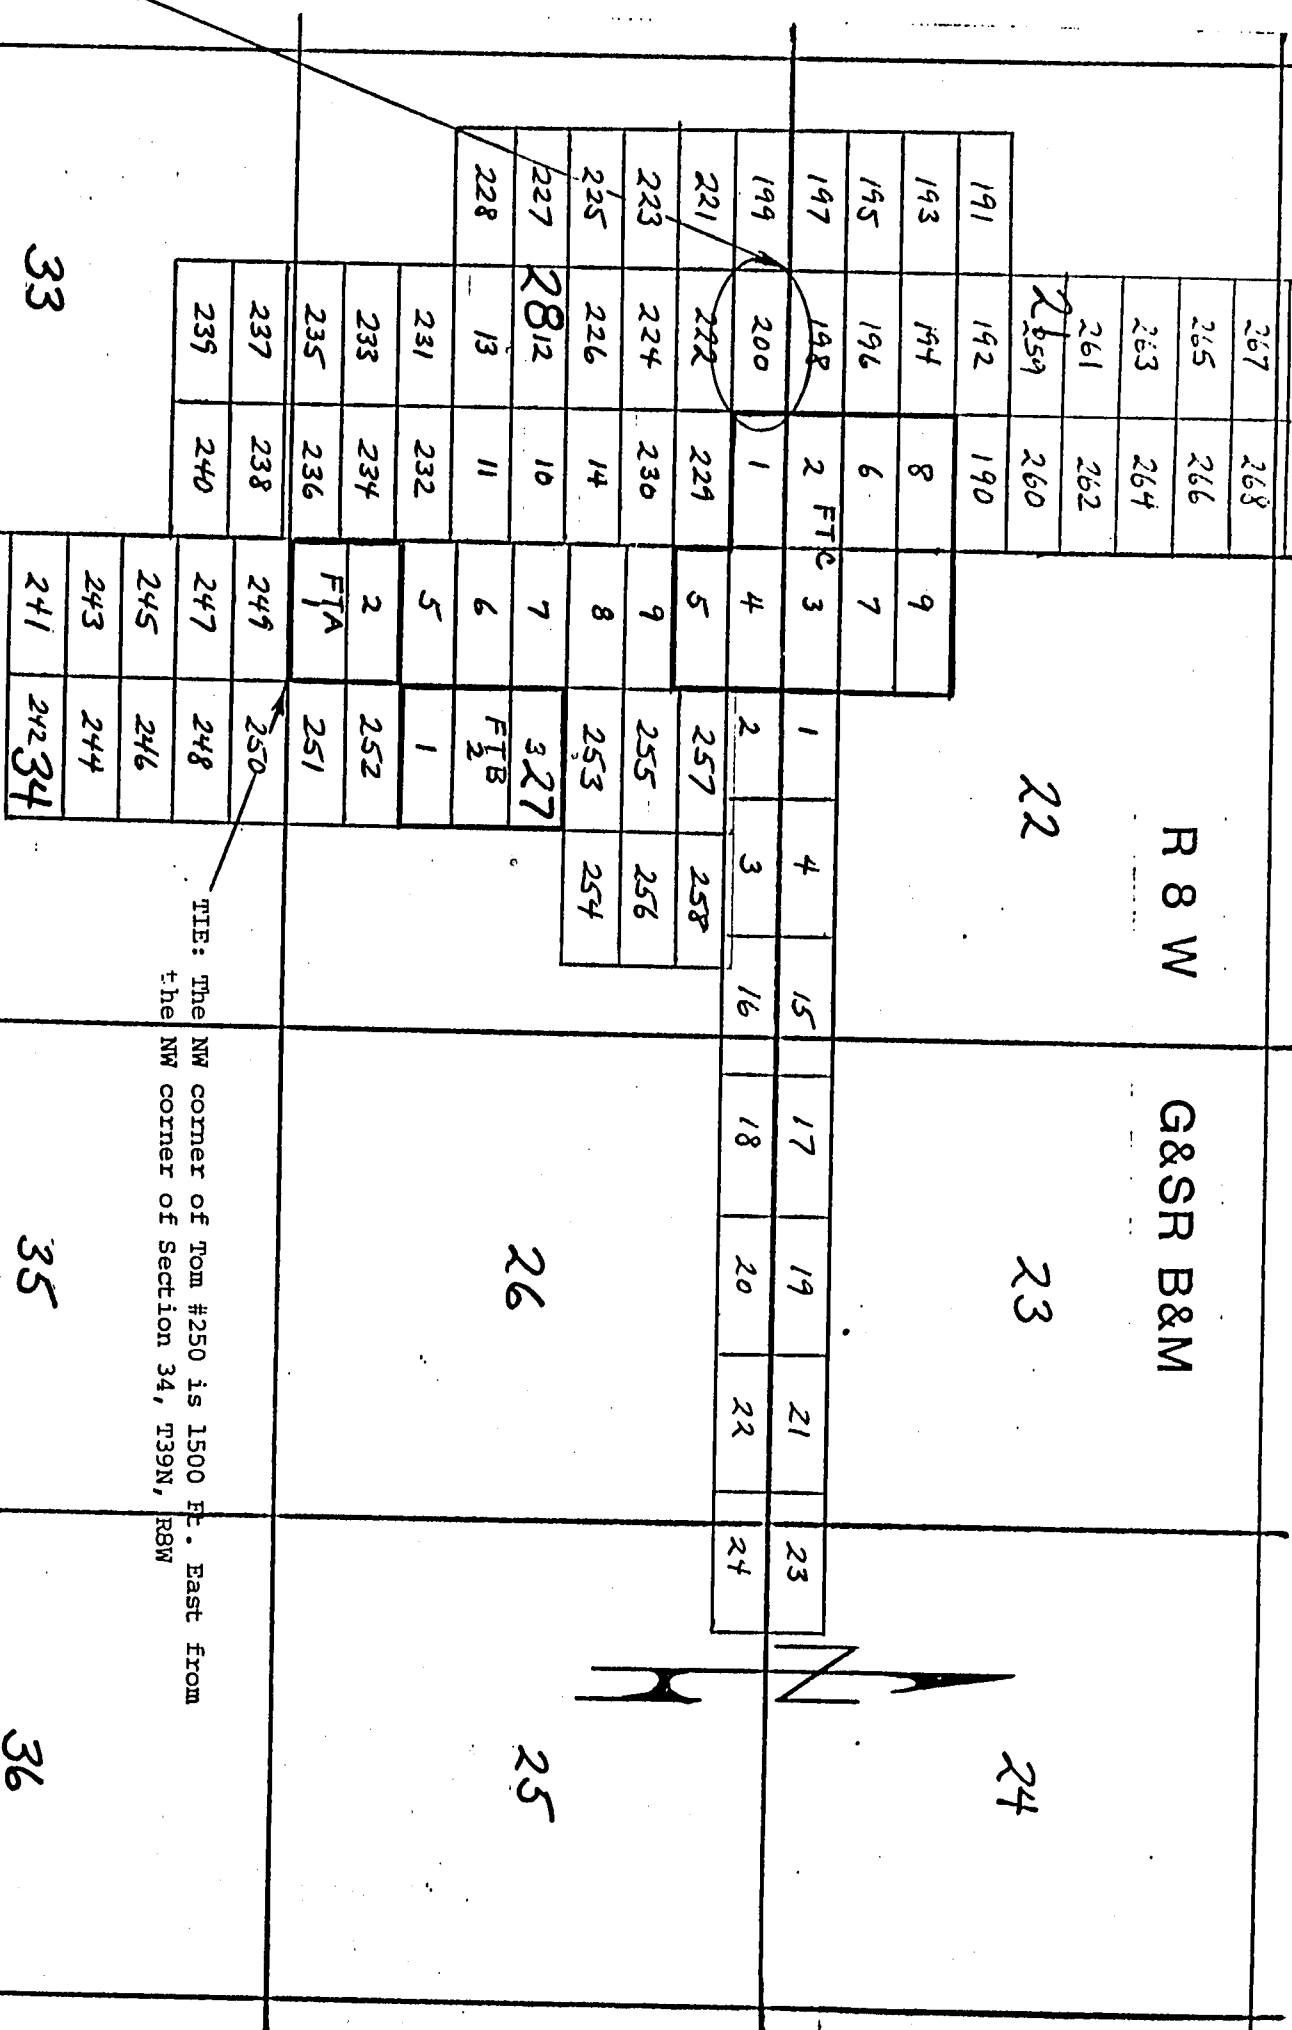 R 8 W G&SR B&M
267 268
265 266
263 264
261 262
21 259 260 22 23 24
191 192 190
193 194 8 9
195 196 6 7
FTC
197 198 2 3 1 4 15 17 19 21 23
N
199 200 1 4 2 3 16 18 20 22 24
221 222 229 5 257 258
223 224 230 9 255 256
225 226 14 8 253 254
227 28 12 10 7 3 27 26 25
228 13 11 6 FTB 2
231 232 5 1
233 234 2 252
235 236 FTA 1 251
237 238 249 250
239 240 247 248
TIE: The NW corner of Tom #250 is 1500 Ft. East from
the NW corner of Section 34, T39N, R8W
245 246
243 244
33 241 242 34 35 36